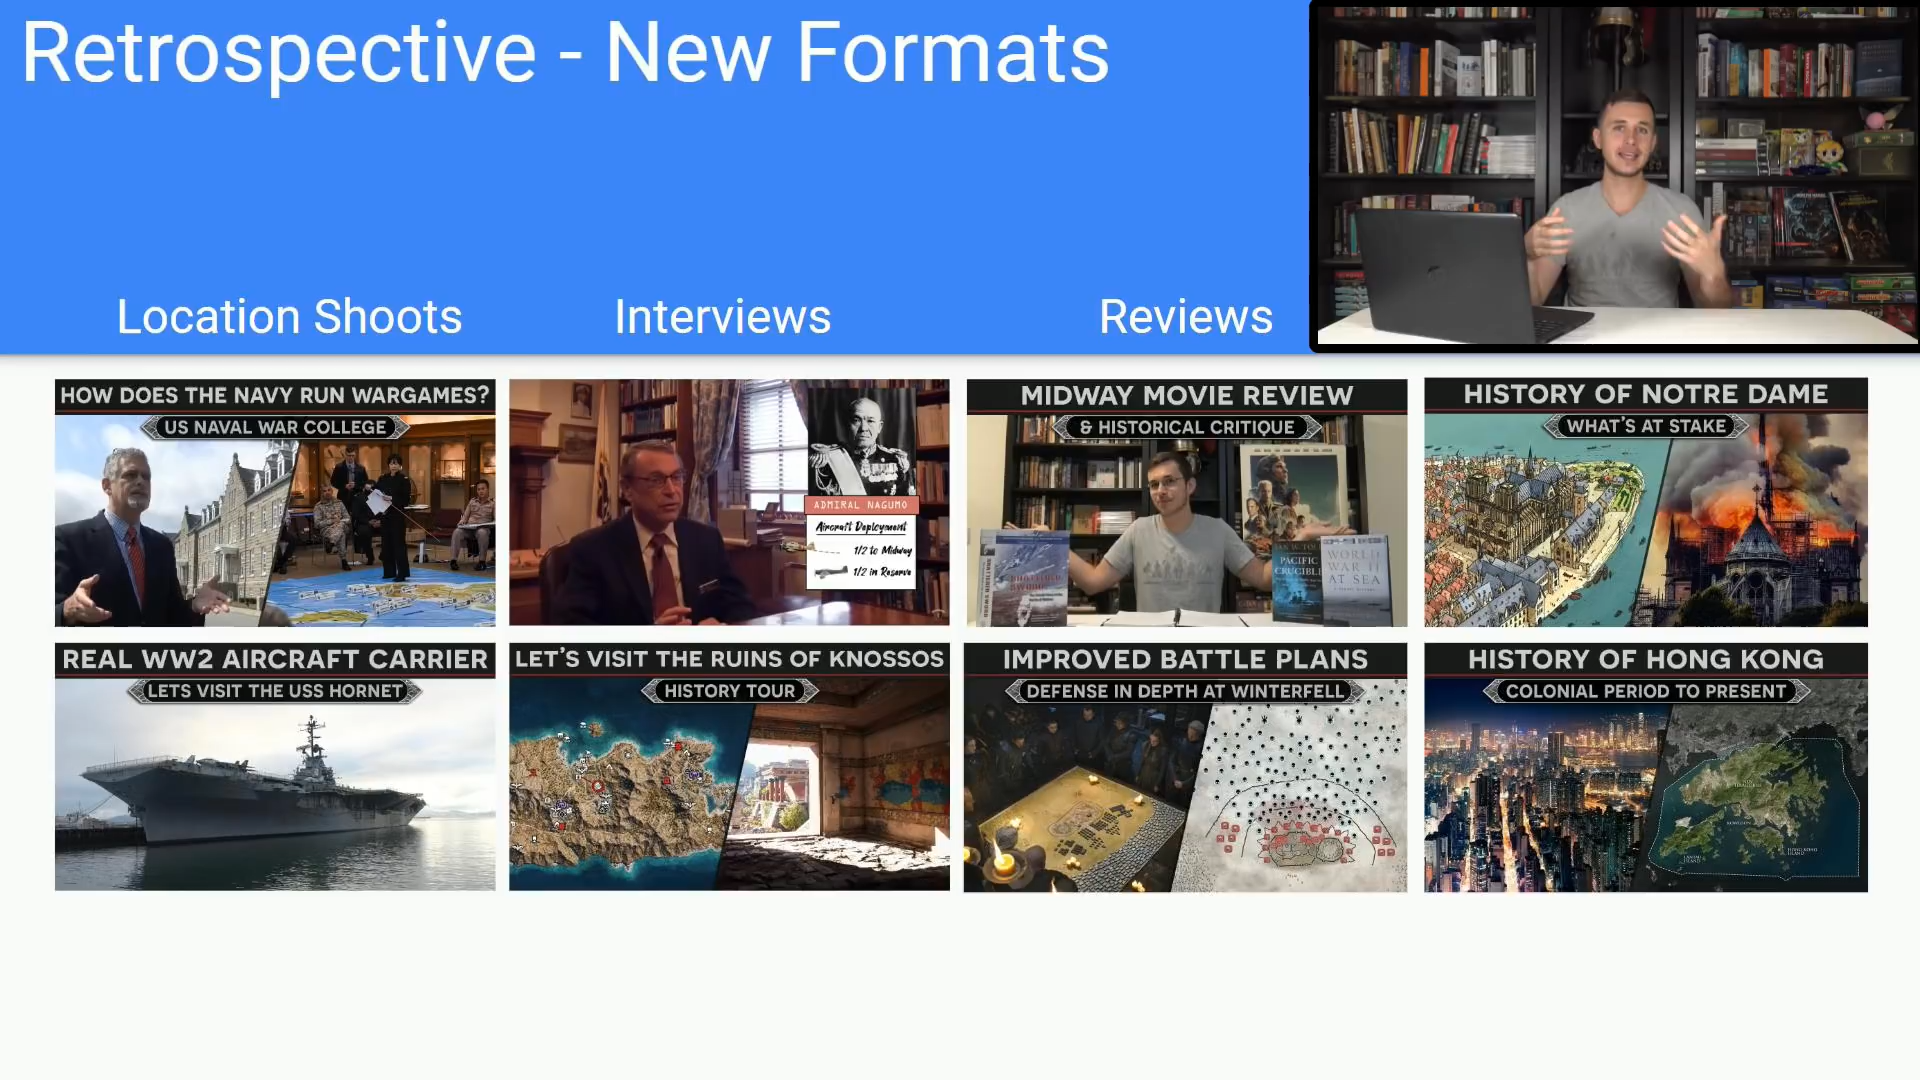 Retrospective - New Formats
Location Shoots
Interviews
Reviews
HOW DOES THE NAVY RUN WARGAMES?
US NAVAL WAR COLLEGE
ADMIRAL NAGUMO
Aircraft Deployment
1/2 to Midway
1/2 in Reserve
MIDWAY MOVIE REVIEW
& HISTORICAL CRITIQUE
PACIFIC
CRUCIBLE
WORLD
WAR II
AT SEA
HISTORY OF NOTRE DAME
WHAT'S AT STAKE
REAL WW2 AIRCRAFT CARRIER
LETS VISIT THE USS HORNET
LET'S VISIT THE RUINS OF KNOSSOS
HISTORY TOUR
IMPROVED BATTLE PLANS
DEFENSE IN DEPTH AT WINTERFELL
HISTORY OF HONG KONG
COLONIAL PERIOD TO PRESENT